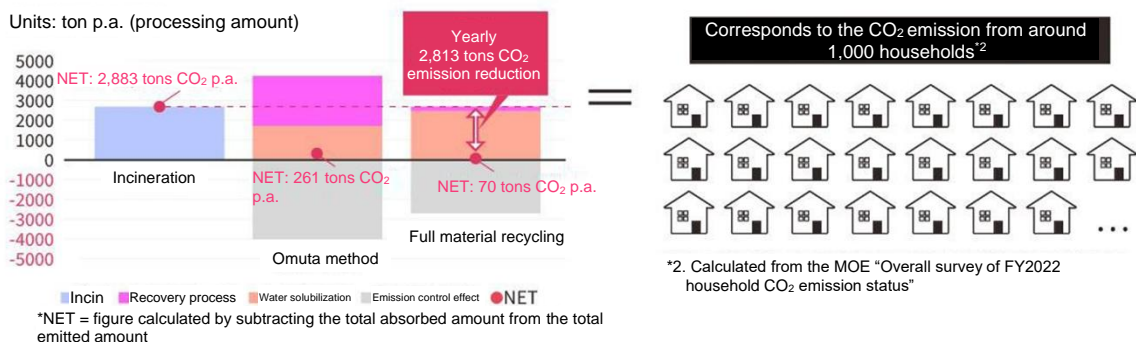 Units: ton p.a. (processing amount)
5000
4000
3000
2000
1000
0
-1000
-2000
-3000
-4000
-5000
NET: 2,883 tons CO₂ p.a.
Incineration
NET: 261 tons CO₂
p.a.
Omuta method
Yearly
2,813 tons CO₂
emission reduction
NET: 70 tons CO₂ p.a.
Full material recycling
Incin Recovery process Water solubilization Emission control effect NET
*NET = figure calculated by subtracting the total absorbed amount from the total
emitted amount
=
Corresponds to the CO₂ emission from around
1,000 households*2
...
*2. Calculated from the MOE “Overall survey of FY2022
household CO₂ emission status”